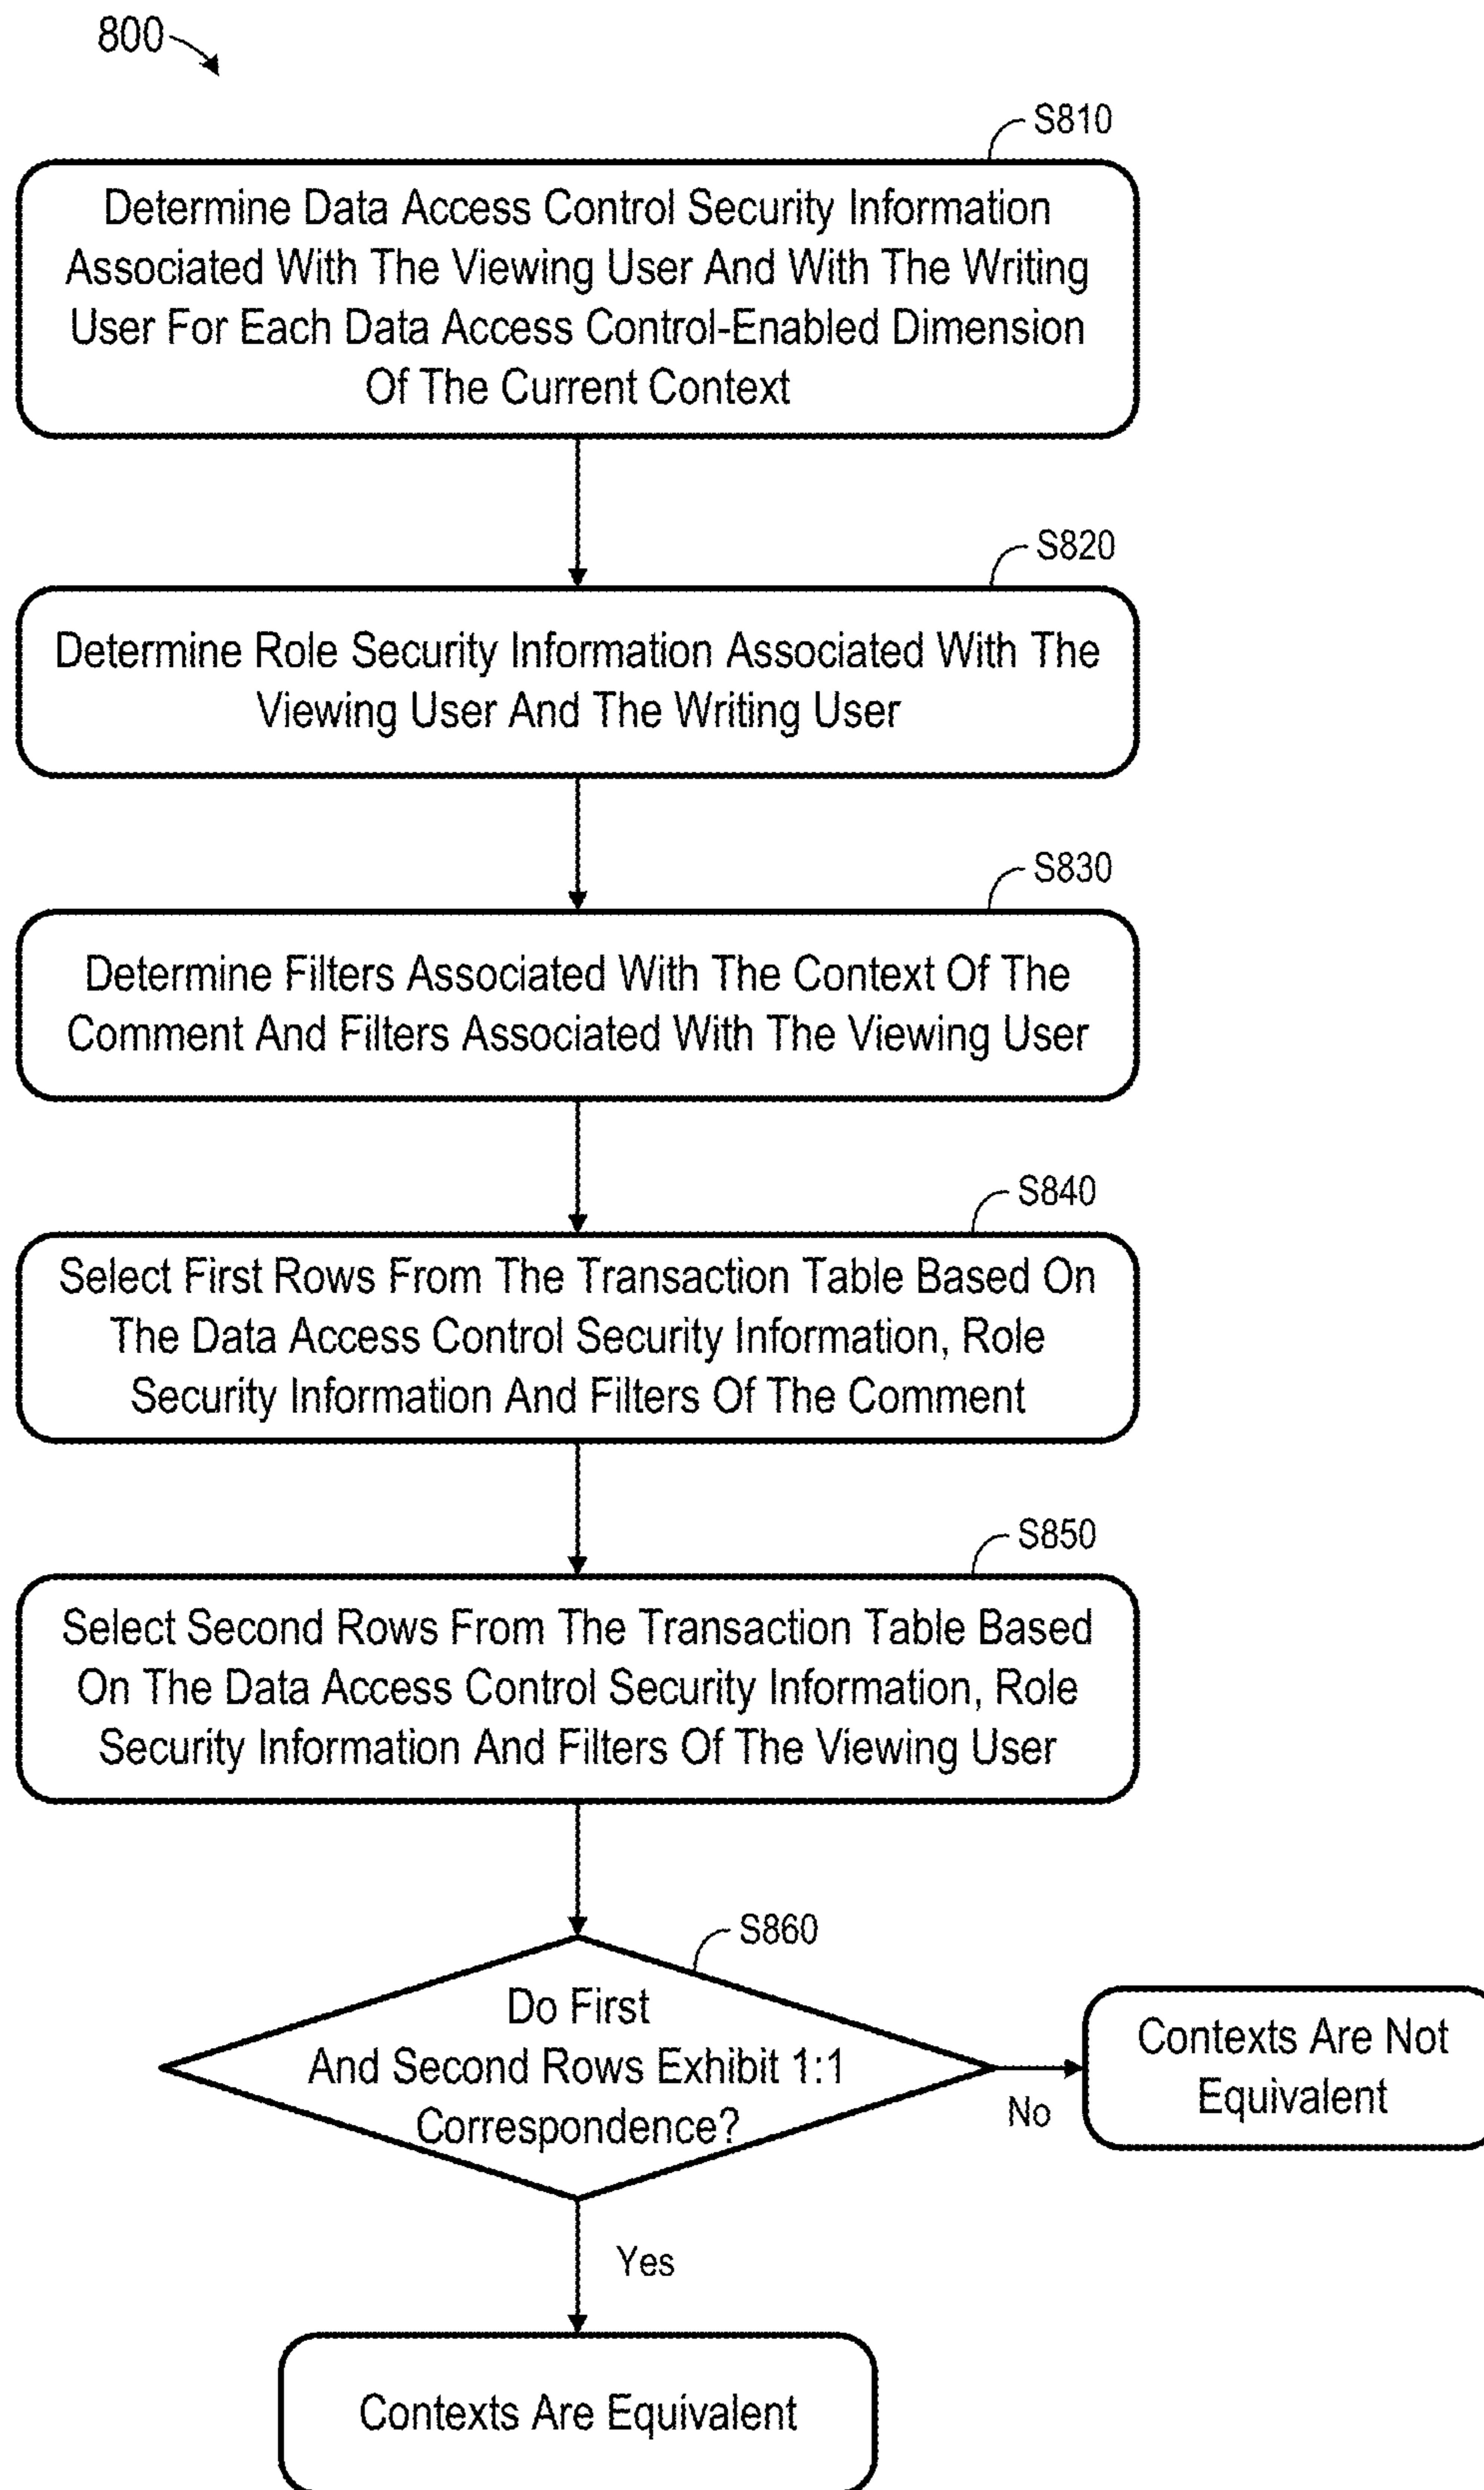 800
S810
Determine Data Access Control Security Information
Associated With The Viewing User And With The Writing
User For Each Data Access Control-Enabled Dimension
Of The Current Context
S820
Determine Role Security Information Associated With The
Viewing User And The Writing User
S830
Determine Filters Associated With The Context Of The
Comment And Filters Associated With The Viewing User
S840
Select First Rows From The Transaction Table Based On
The Data Access Control Security Information, Role
Security Information And Filters Of The Comment
S850
Select Second Rows From The Transaction Table Based
On The Data Access Control Security Information, Role
Security Information And Filters Of The Viewing User
S860
Do First
And Second Rows Exhibit 1:1
Correspondence?
No
Contexts Are Not
Equivalent
Yes
Contexts Are Equivalent